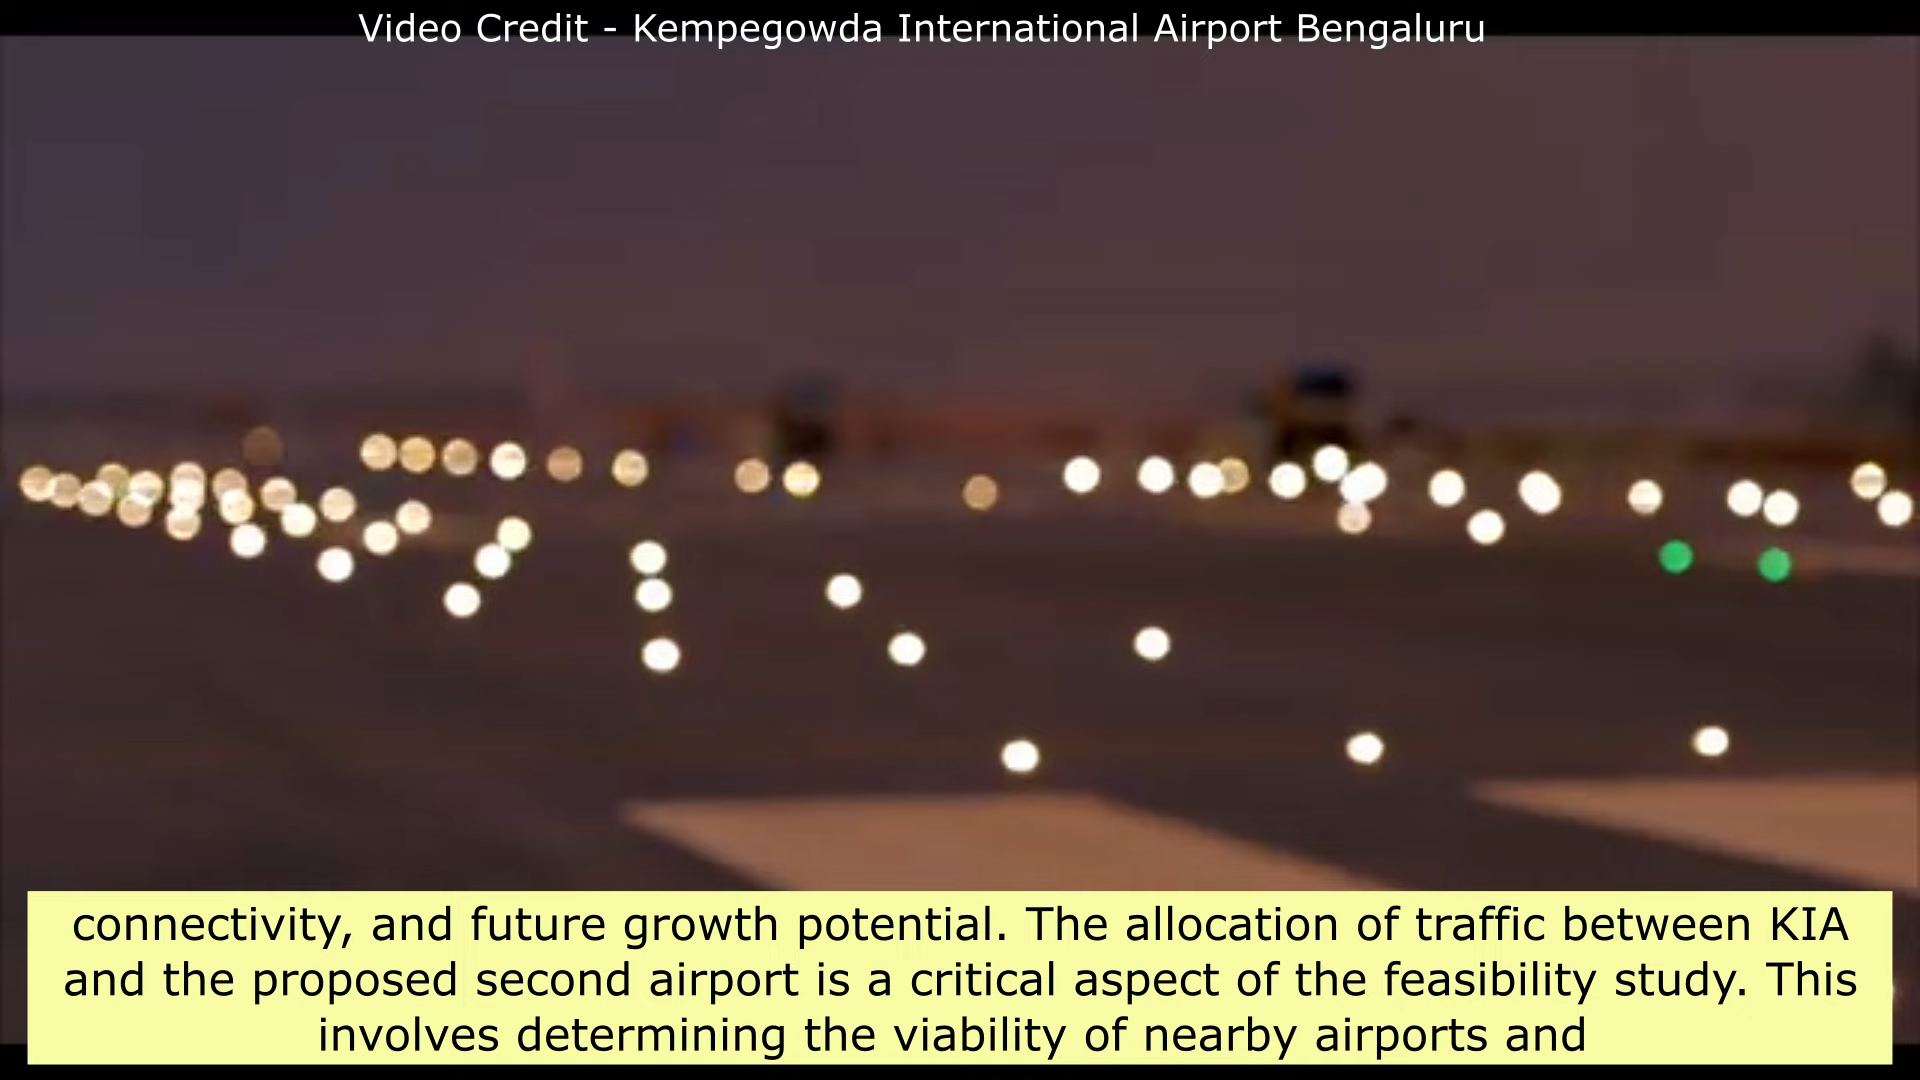 Video Credit - Kempegowda International Airport Bengaluru
connectivity, and future growth potential. The allocation of traffic between KIA
and the proposed second airport is a critical aspect of the feasibility study. This
involves determining the viability of nearby airports and